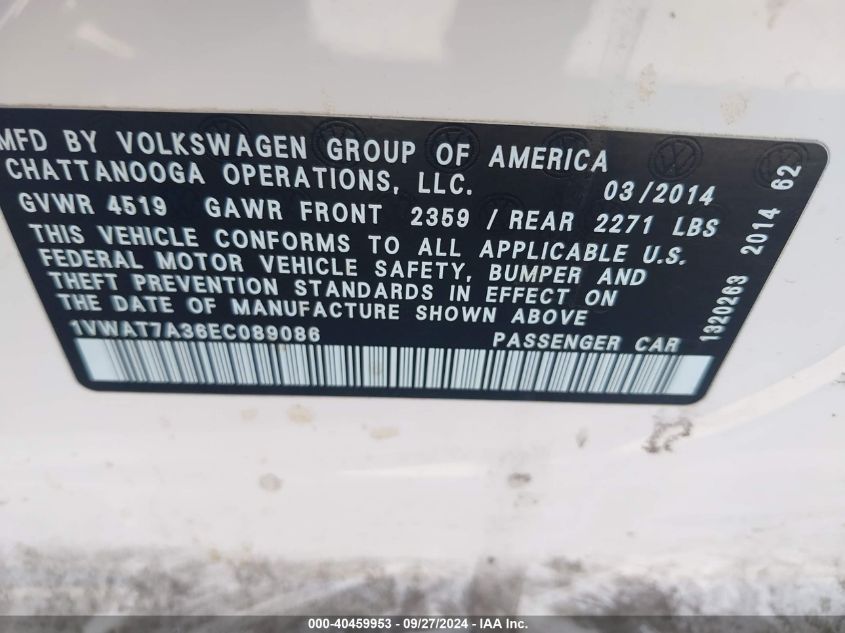 MFD BY VOLKSWAGEN GROUP OF AMERICA
CHATTANOOGA OPERATIONS, LLC. 03/2014
GVWR 4519 GAWR FRONT 2359 / REAR 2271 LBS
THIS VEHICLE CONFORMS TO ALL APPLICABLE U.S.
FEDERAL MOTOR VEHICLE SAFETY, BUMPER AND
THEFT PREVENTION STANDARDS IN EFFECT ON
THE DATE OF MANUFACTURE SHOWN ABOVE
1VWAT7A36EC089086 PASSENGER CAR
1320263 2014 62
000-40459953 - 09/27/2024 - IAA Inc.